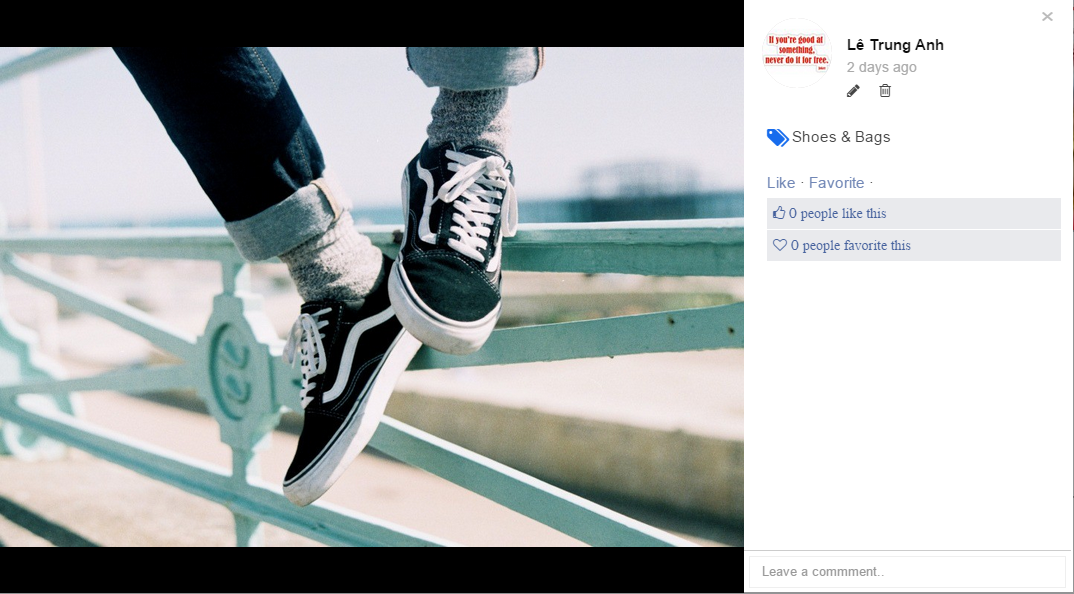 ×
If you're good at
something,
never do it for free.
Lê Trung Anh
2 days ago
Shoes & Bags
Like · Favorite ·
0 people like this
0 people favorite this
Leave a commment..